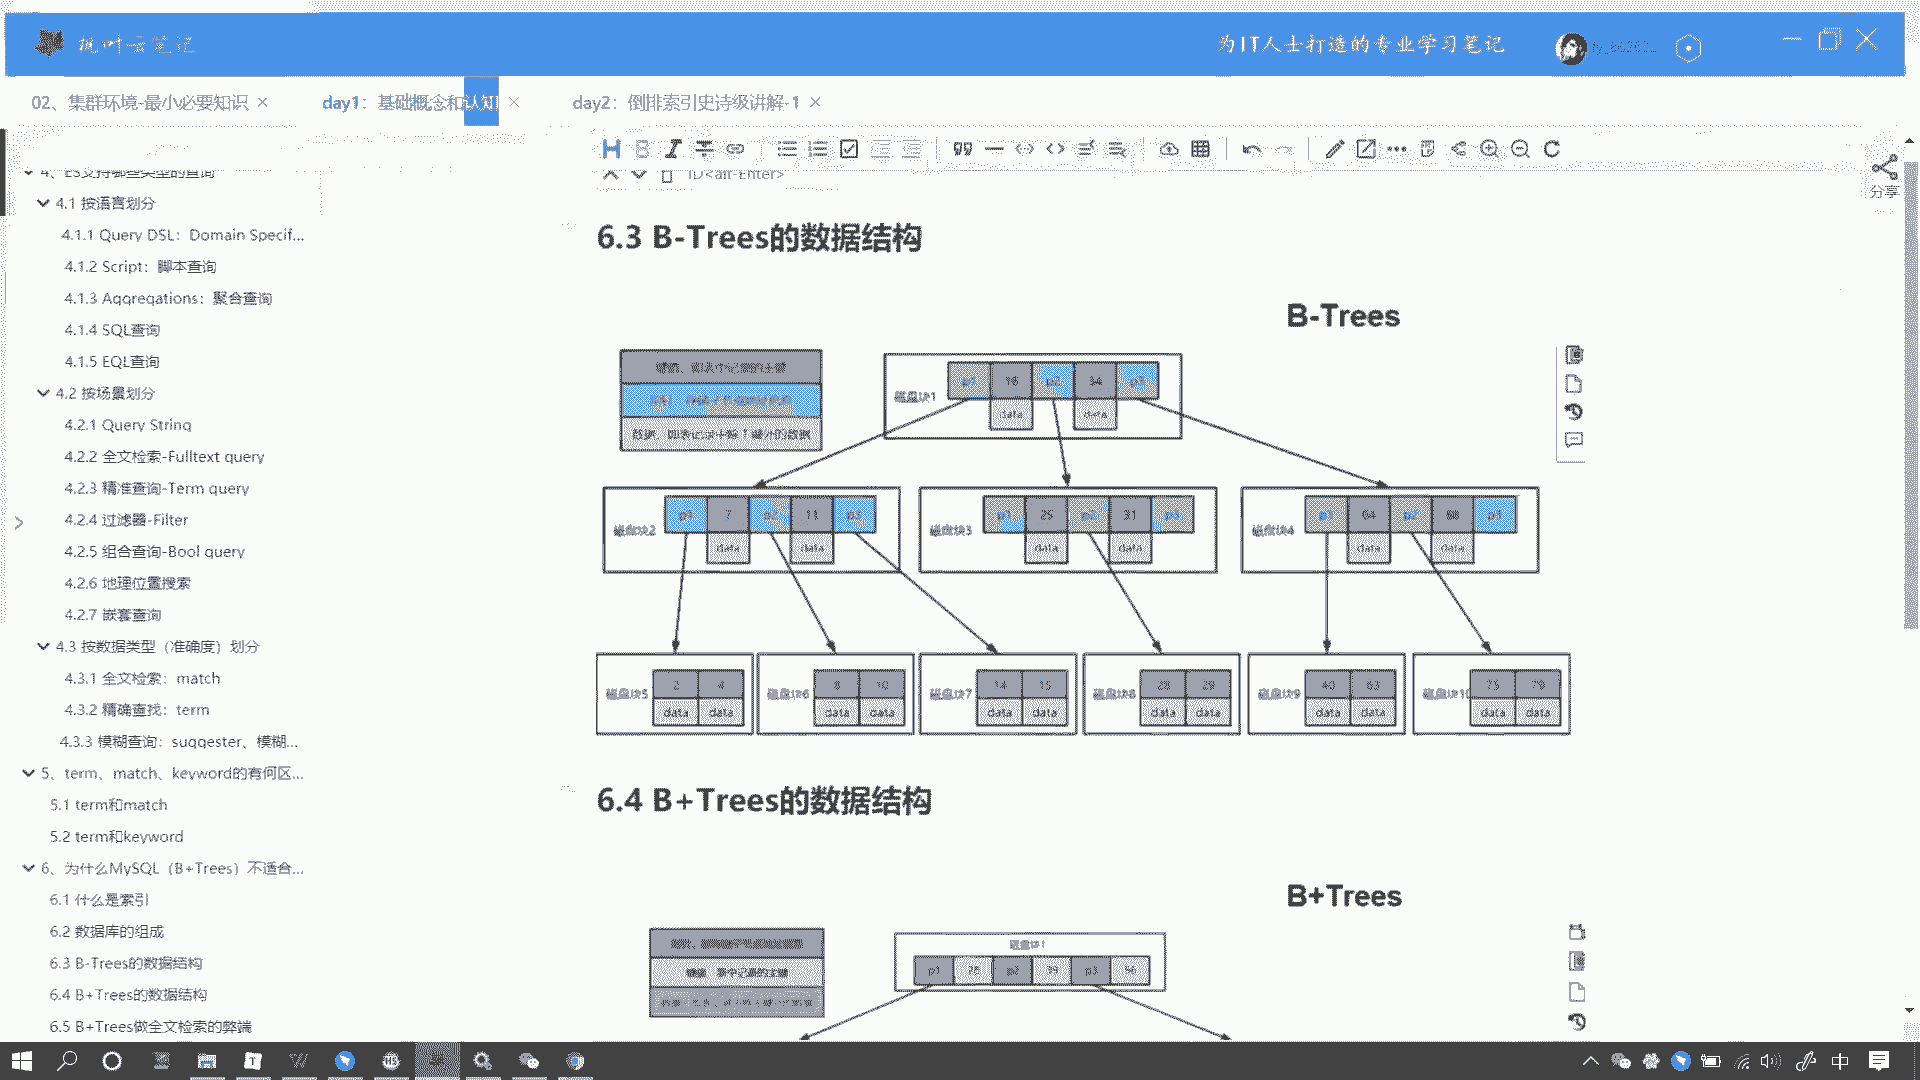 枫叶云笔记
为IT人士打造的专业学习笔记
02、集群环境-最小必要知识
day1：基础概念和认知
day2：倒排索引史诗级讲解-1
4、ES支持哪些类型的查询
4.1 按语言划分
4.1.1 Query DSL：Domain Specif...
4.1.2 Script：脚本查询
4.1.3 Aggregations：聚合查询
4.1.4 SQL查询
4.1.5 EQL查询
4.2 按场景划分
4.2.1 Query String
4.2.2 全文检索-Fulltext query
4.2.3 精准查询-Term query
4.2.4 过滤器-Filter
4.2.5 组合查询-Bool query
4.2.6 地理位置搜索
4.2.7 嵌套查询
4.3 按数据类型（准确度）划分
4.3.1 全文检索：match
4.3.2 精确查找：term
4.3.3 模糊查询：suggester、模糊...
5、term、match、keyword的有何区...
5.1 term和match
5.2 term和keyword
6、为什么MySQL（B+Trees）不适合...
6.1 什么是索引
6.2 数据库的组成
6.3 B-Trees的数据结构
6.4 B+Trees的数据结构
6.5 B+Trees做全文检索的弊端
ID<alt-Enter>
分享
6.3 B-Trees的数据结构
B-Trees
磁盘块1
p1 16 p2 34 p3
data data
磁盘块2
p1 7 p2 11 p3
data data
磁盘块3
p1 25 p2 31 p3
data data
磁盘块4
p1 64 p2 88 p3
data data
磁盘块5
2 4
data data
磁盘块6
8 10
data data
磁盘块7
14 15
data data
磁盘块8
28 29
data data
磁盘块9
40 63
data data
磁盘块10
75 79
data data
6.4 B+Trees的数据结构
B+Trees
磁盘块1
p1 28 p2 39 p3 96
中